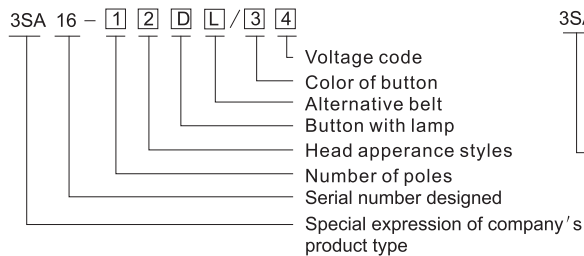 3SA 16 - 1 2 D L / 3 4
3SA
Voltage code
Color of button
Alternative belt
Button with lamp
Head apperance styles
Number of poles
Serial number designed
Special expression of company's
product type